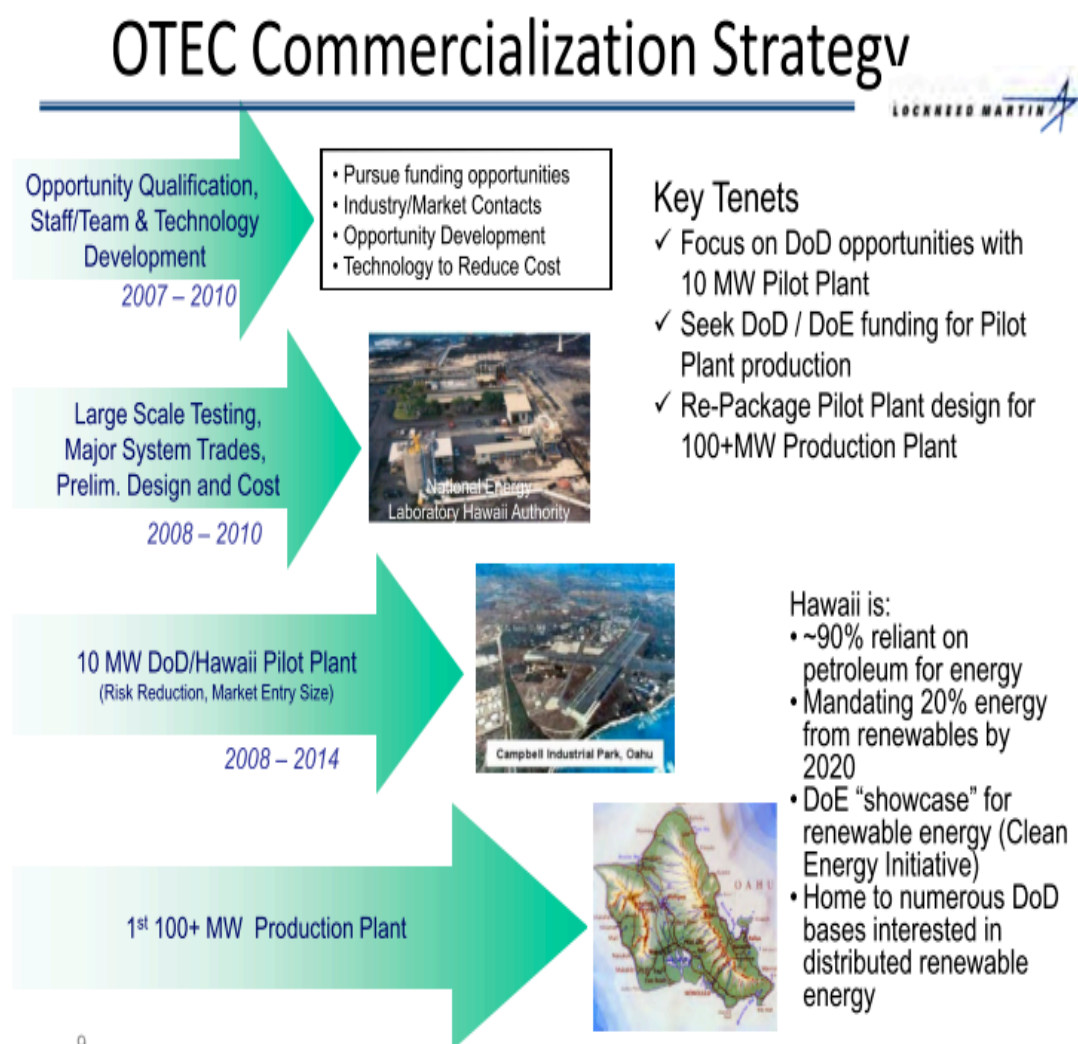 OTEC Commercialization Strategy
LOCKHEED MARTIN
Opportunity Qualification,
Staff/Team & Technology
Development
2007 – 2010
• Pursue funding opportunities
• Industry/Market Contacts
• Opportunity Development
• Technology to Reduce Cost
Key Tenets
✓ Focus on DoD opportunities with
10 MW Pilot Plant
✓ Seek DoD / DoE funding for Pilot
Plant production
✓ Re-Package Pilot Plant design for
100+MW Production Plant
Large Scale Testing,
Major System Trades,
Prelim. Design and Cost
2008 – 2010
National Energy
Laboratory Hawaii Authority
10 MW DoD/Hawaii Pilot Plant
(Risk Reduction, Market Entry Size)
2008 – 2014
Campbell Industrial Park, Oahu
Hawaii is:
• ~90% reliant on
petroleum for energy
• Mandating 20% energy
from renewables by
2020
• DoE “showcase” for
renewable energy (Clean
Energy Initiative)
• Home to numerous DoD
bases interested in
distributed renewable
energy
1st 100+ MW Production Plant
OAHU
9